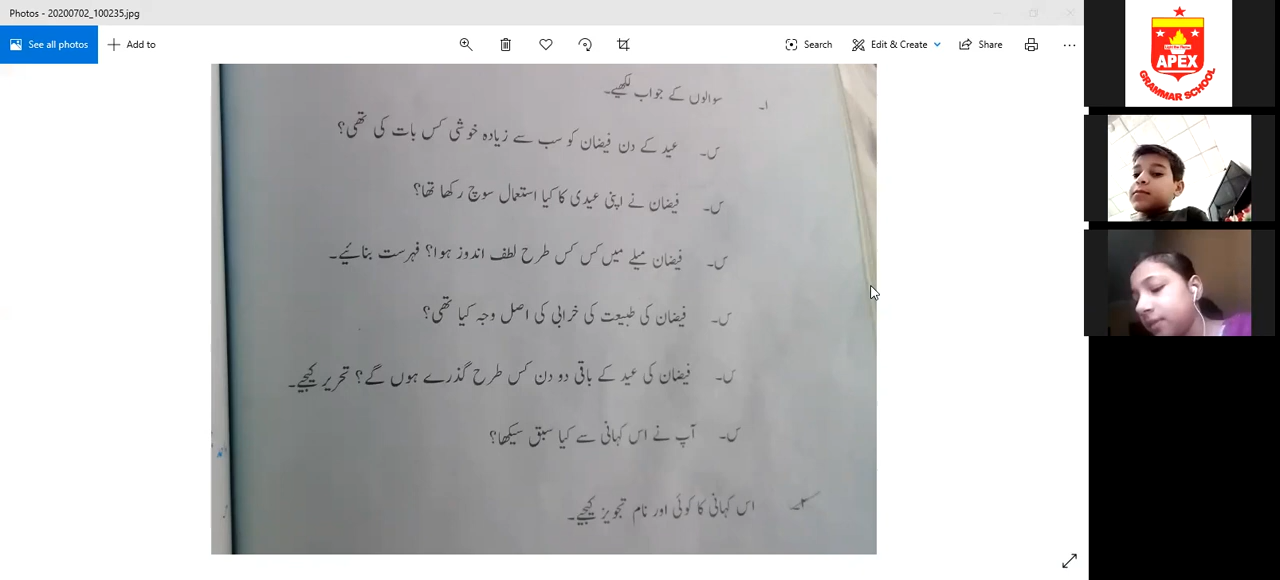 Photos - 20200702_100235.jpg
See all photos
Add to
Search
Edit & Create
Share
APEX
GRAMMAR SCHOOL
۱۔ سوالوں کے جواب لکھیے۔
س۔ عید کے دن فیضان کو سب سے زیادہ خوشی کس بات کی تھی؟
س۔ فیضان نے اپنی عیدی کا کیا استعمال سوچ رکھا تھا؟
س۔ فیضان میلے میں کس کس طرح لطف اندوز ہوا؟ فہرست بنائیے۔
س۔ فیضان کی طبیعت کی خرابی کی اصل وجہ کیا تھی؟
س۔ فیضان کی عید کے باقی دو دن کس طرح گذرے ہوں گے؟ تحریر کیجیے۔
س۔ آپ نے اس کہانی سے کیا سبق سیکھا؟
۲۔ اس کہانی کا کوئی اور نام تجویز کیجیے۔